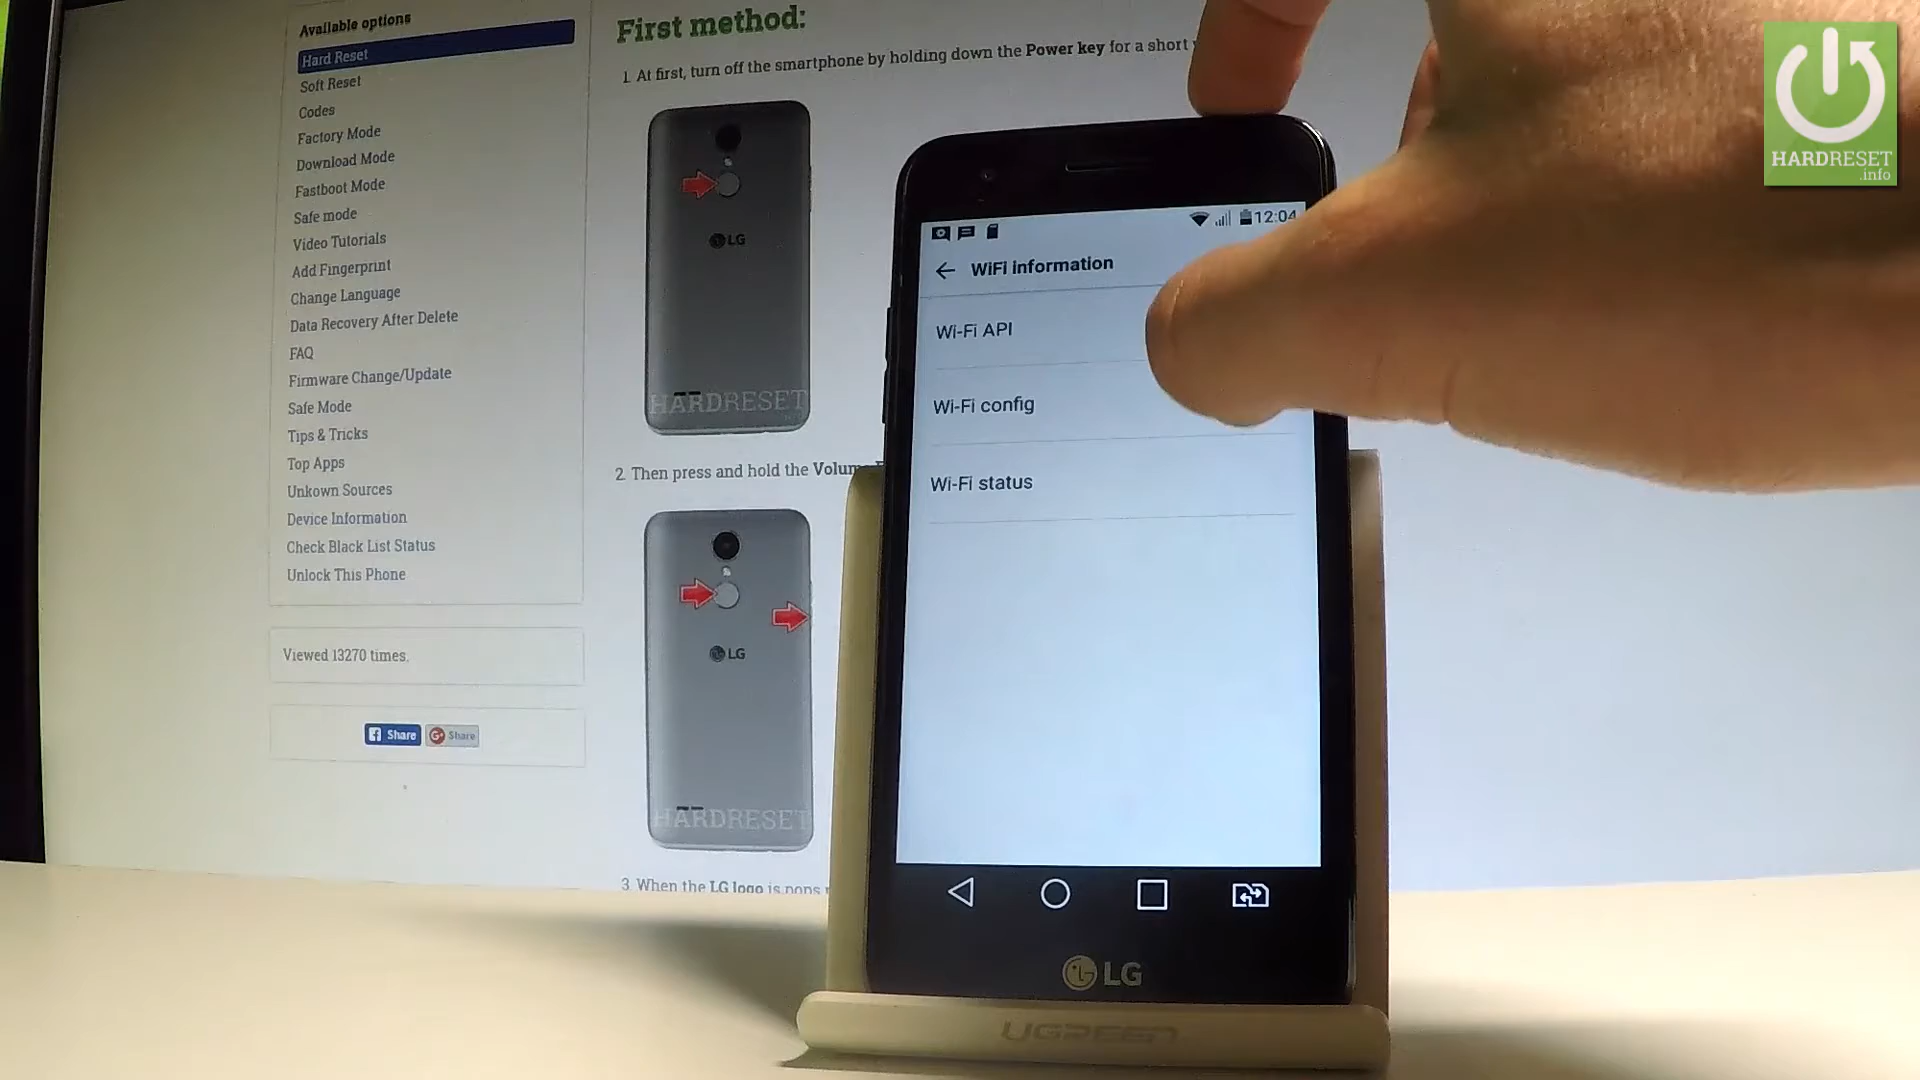 Available options
Hard Reset
Soft Reset
Codes
Factory Mode
Download Mode
Fastboot Mode
Safe mode
Video Tutorials
Add Fingerprint
Change Language
Data Recovery After Delete
FAQ
Firmware Change/Update
Safe Mode
Tips & Tricks
Top Apps
Unkown Sources
Device Information
Check Black List Status
Unlock This Phone
Viewed 13270 times.
Share
G+ Share
First method:
1. At first, turn off the smartphone by holding down the Power key for a short
LG
HARDRESET
2. Then press and hold the
LG
HARDRESET
3. When the LG logo is pops
12:04
WiFi information
Wi-Fi API
Wi-Fi config
Wi-Fi status
LG
UGREEN
HARDRESET
.info